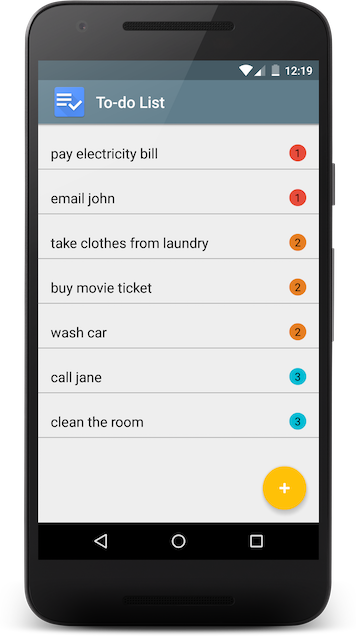 12:19
To-do List
pay electricity bill 1
email john 1
take clothes from laundry 2
buy movie ticket 2
wash car 2
call jane 3
clean the room 3
+